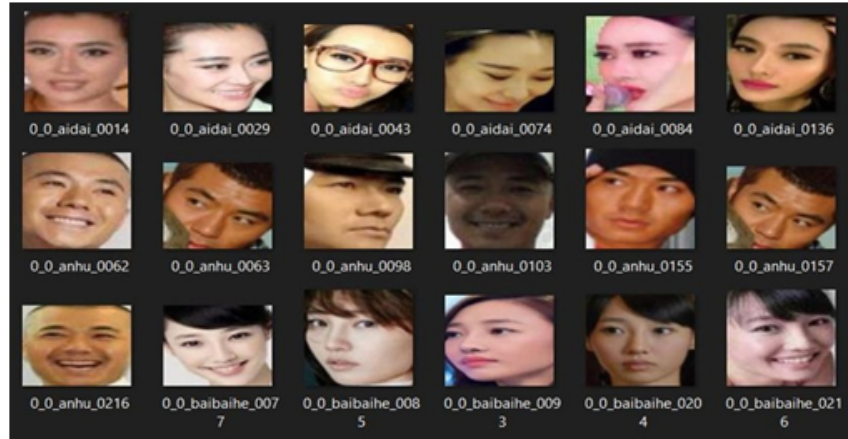 0_0_aidai_0014 0_0_aidai_0029 0_0_aidai_0043 0_0_aidai_0074 0_0_aidai_0084 0_0_aidai_0136
0_0_anhu_0062 0_0_anhu_0063 0_0_anhu_0098 0_0_anhu_0103 0_0_anhu_0155 0_0_anhu_0157
0_0_anhu_0216 0_0_baibaihe_007 0_0_baibaihe_008 0_0_baibaihe_009 0_0_baibaihe_020 0_0_baibaihe_021
7 5 3 4 6